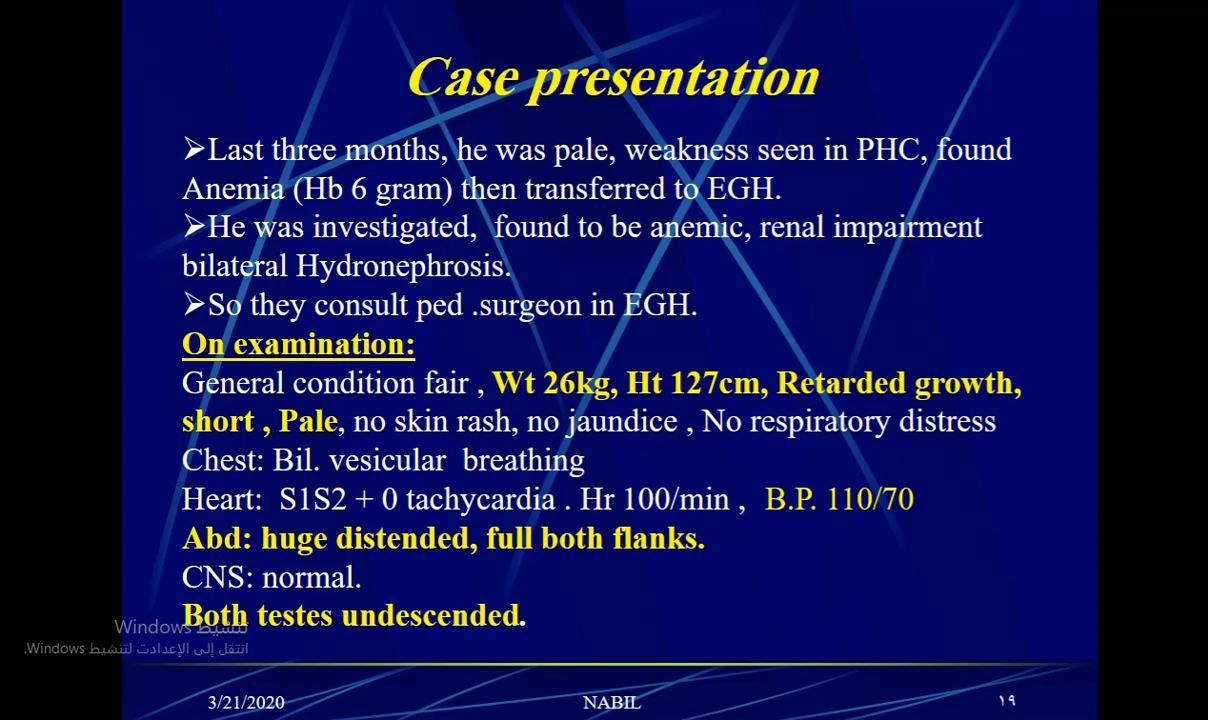 Case presentation
➢Last three months, he was pale, weakness seen in PHC, found
Anemia (Hb 6 gram) then transferred to EGH.
➢He was investigated,  found to be anemic, renal impairment
bilateral Hydronephrosis.
➢So they consult ped .surgeon in EGH.
On examination:
General condition fair , Wt 26kg, Ht 127cm, Retarded growth,
short , Pale, no skin rash, no jaundice , No respiratory distress
Chest: Bil. vesicular  breathing
Heart:  S1S2 + 0 tachycardia . Hr 100/min ,  B.P. 110/70
Abd: huge distended, full both flanks.
CNS: normal.
Both testes undescended.
تنشيط Windows
انتقل إلى الإعدادت لتنشيط Windows.
3/21/2020
NABIL
١٩